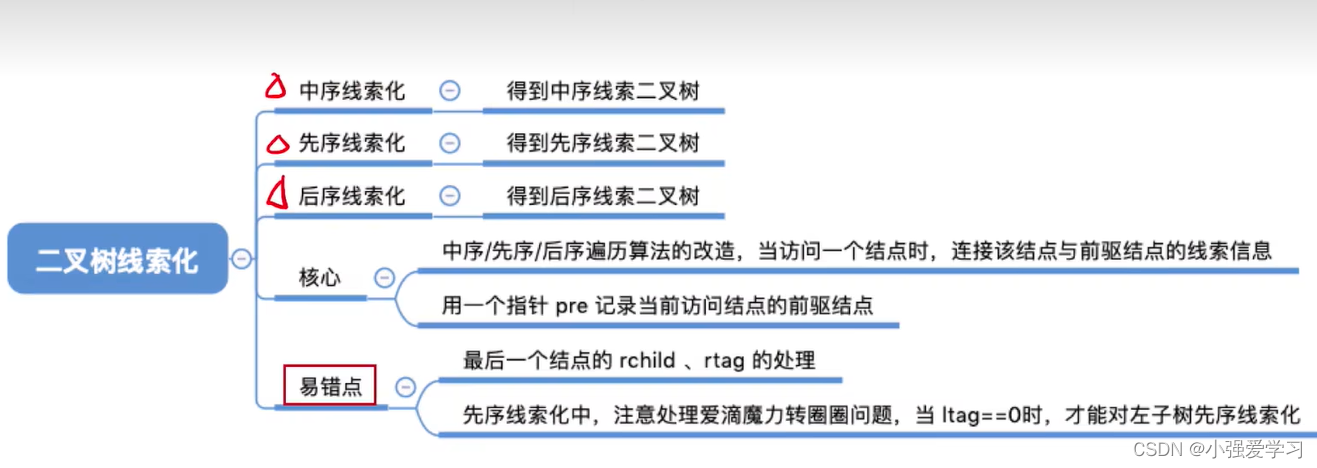 中序线索化 得到中序线索二叉树
先序线索化 得到先序线索二叉树
后序线索化 得到后序线索二叉树
二叉树线索化
核心
中序/先序/后序遍历算法的改造，当访问一个结点时，连接该结点与前驱结点的线索信息
用一个指针 pre 记录当前访问结点的前驱结点
易错点
最后一个结点的 rchild 、rtag 的处理
先序线索化中，注意处理爱滴魔力转圈圈问题，当 ltag==0时，才能对左子树先序线索化
CSDN @小强爱学习